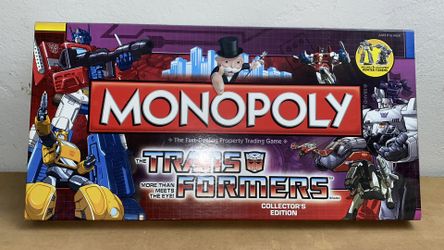 MONOPOLY
The Fast-Dealing Property Trading Game
THE
TRANSFORMERS
MORE THAN
MEETS
THE EYE!
COLLECTOR'S
EDITION